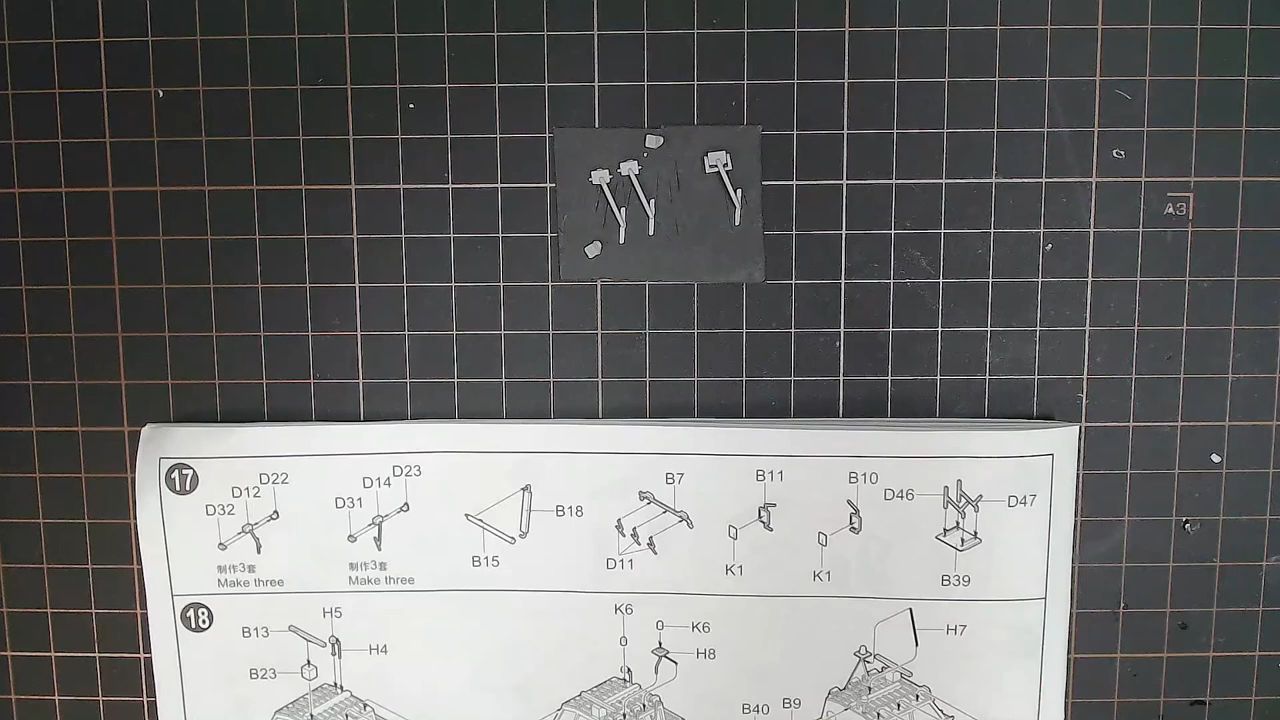 A3
17
D32
D12
D22
制作3套
Make three
D31
D14
D23
制作3套
Make three
B15
B18
B7
D11
B11
K1
B10
K1
D46
D47
B39
18
B13
H5
H4
B23
K6
K6
H8
H7
B40
B9